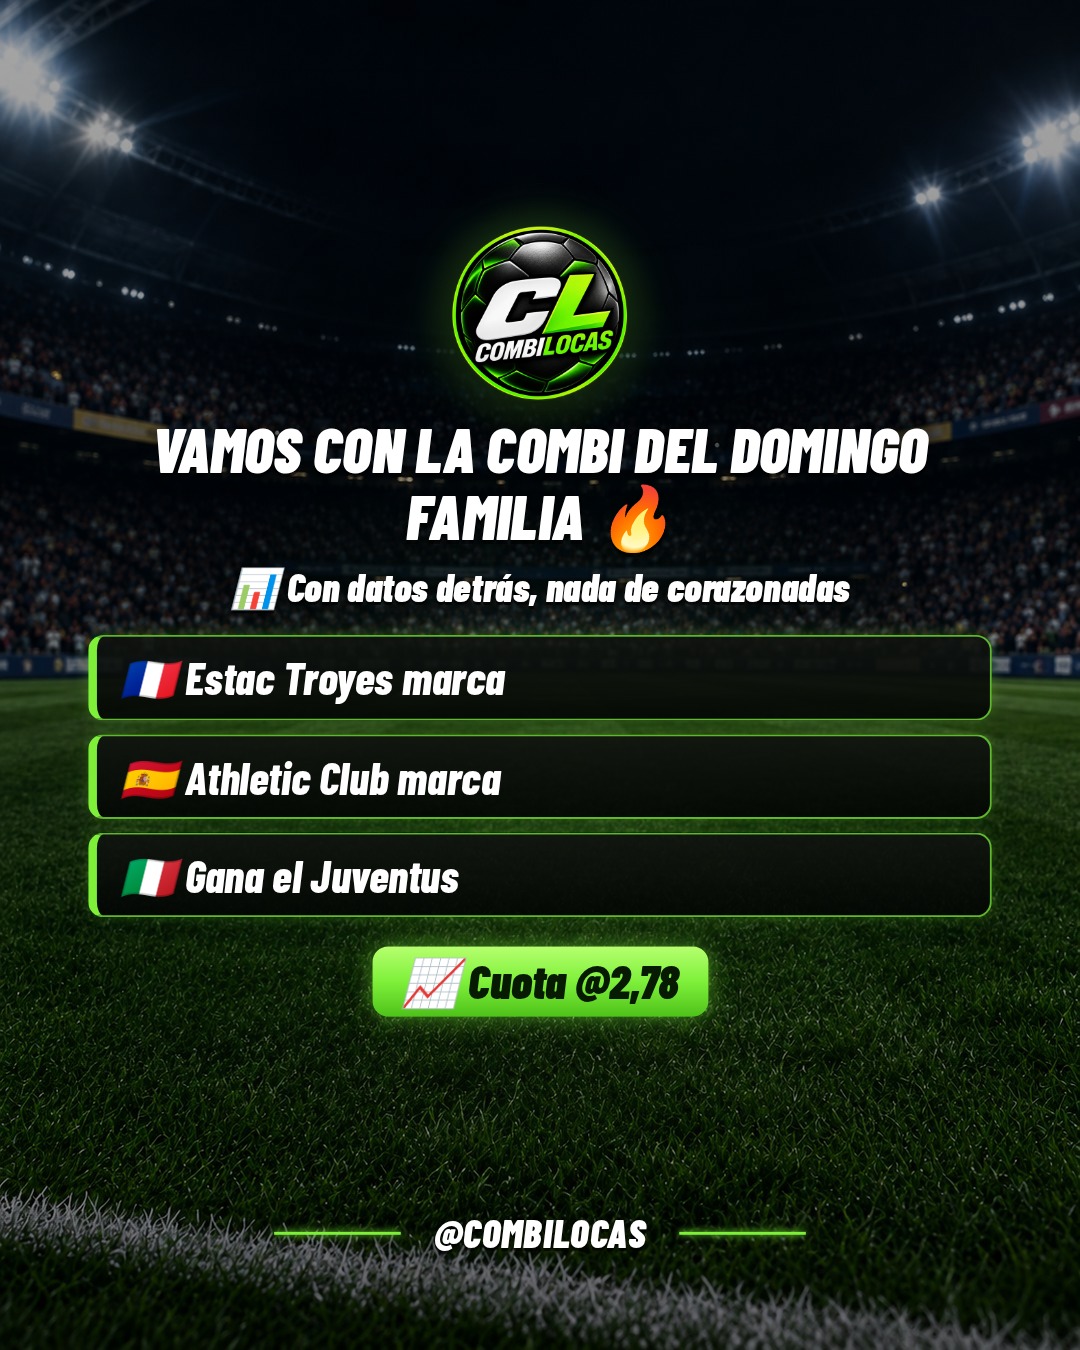 CL
COMBILOCAS
VAMOS CON LA COMBI DEL DOMINGO
FAMILIA 🔥
📊 Con datos detrás, nada de corazonadas
🇫🇷 Estac Troyes marca
🇪🇸 Athletic Club marca
🇮🇹 Gana el Juventus
📈 Cuota @2,78
@COMBILOCAS